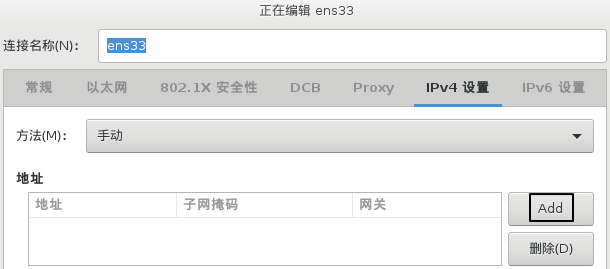 正在编辑 ens33
连接名称(N)： ens33
常规 以太网 802.1X 安全性 DCB Proxy IPv4 设置 IPv6 设置
方法(M)： 手动
地址
地址 子网掩码 网关 Add
删除(D)